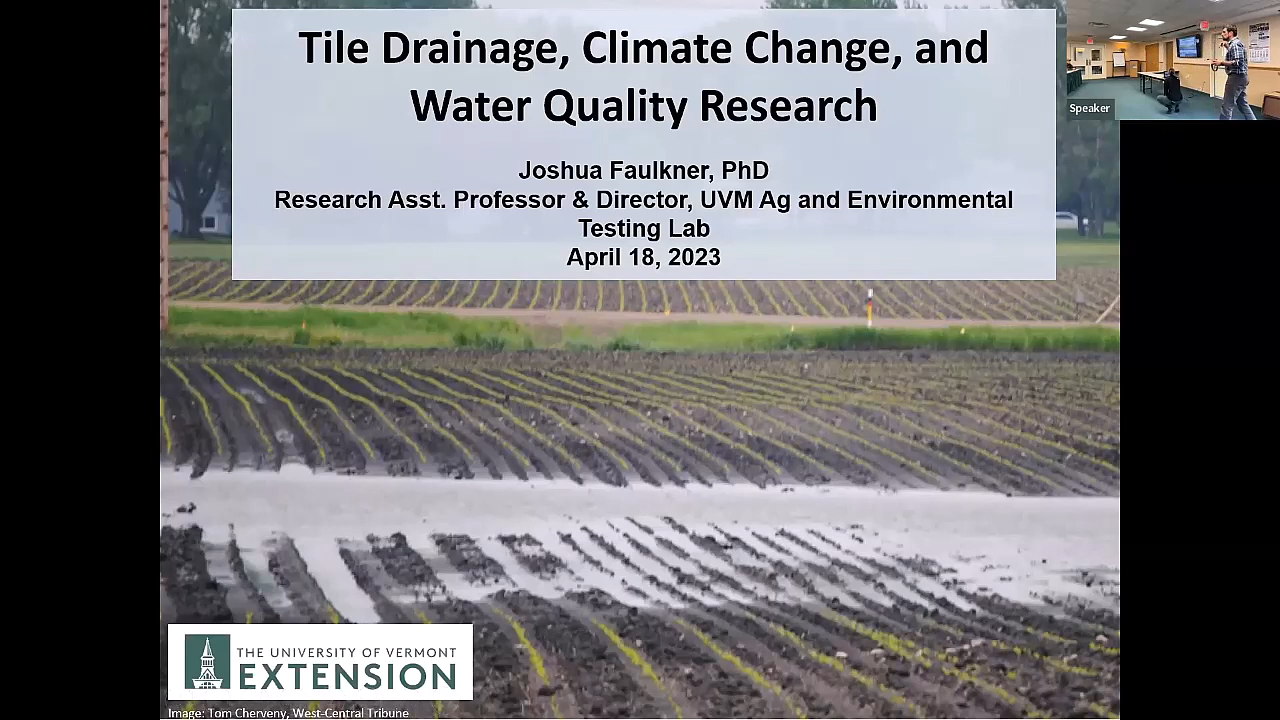 Tile Drainage, Climate Change, and
Water Quality Research
Joshua Faulkner, PhD
Research Asst. Professor & Director, UVM Ag and Environmental
Testing Lab
April 18, 2023
Speaker
THE UNIVERSITY OF VERMONT
EXTENSION
Image: Tom Cherveny, West-Central Tribune